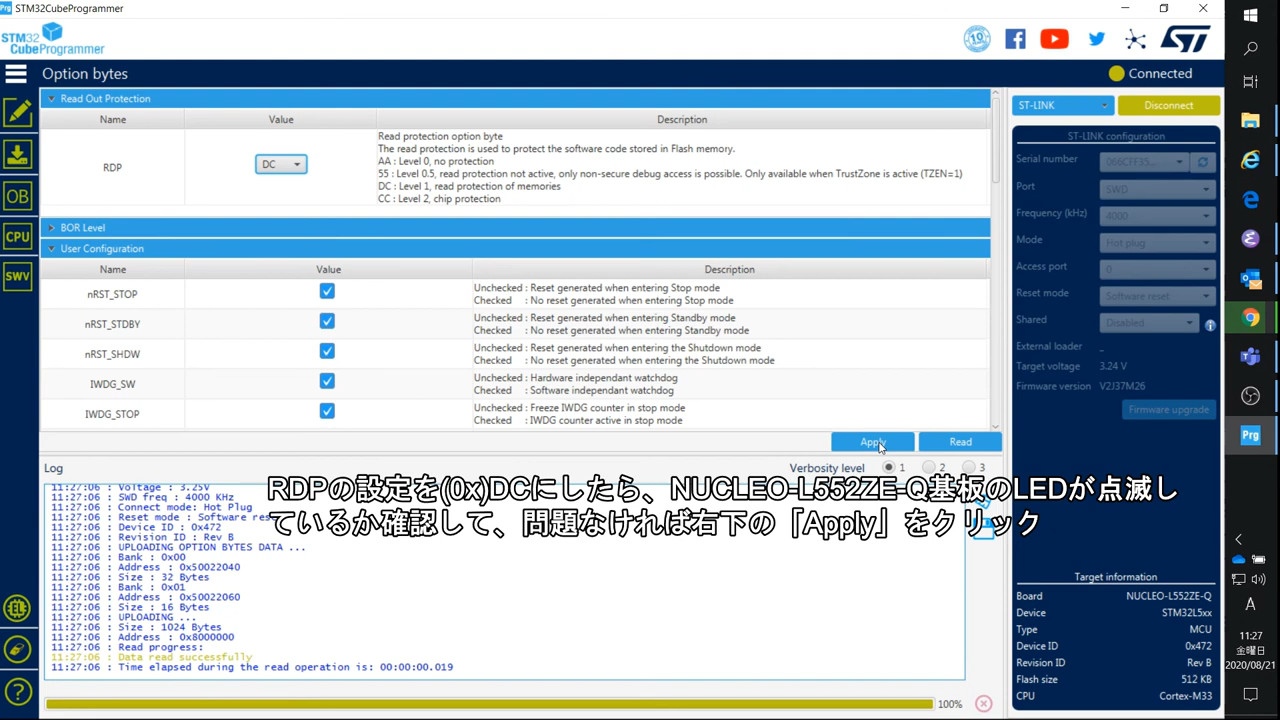 Prg STM32CubeProgrammer
STM32
CubeProgrammer
10
ST
Option bytes
Connected
Read Out Protection
Name Value Description
RDP
DC
Read protection option byte
The read protection is used to protect the software code stored in Flash memory.
AA : Level 0, no protection
55 : Level 0.5, read protection not active, only non-secure debug access is possible. Only available when TrustZone is active (TZEN=1)
DC : Level 1, read protection of memories
CC : Level 2, chip protection
BOR Level
User Configuration
Name Value Description
nRST_STOP
Unchecked : Reset generated when entering Stop mode
Checked : No reset generated when entering Stop mode
nRST_STDBY
Unchecked : Reset generated when entering Standby mode
Checked : No reset generated when entering Standby mode
nRST_SHDW
Unchecked : Reset generated when entering the Shutdown mode
Checked : No reset generated when entering the Shutdown mode
IWDG_SW
Unchecked : Hardware independant watchdog
Checked : Software independant watchdog
IWDG_STOP
Unchecked : Freeze IWDG counter in stop mode
Checked : IWDG counter active in stop mode
Apply Read
Log
Verbosity level 1 2 3
11:27:06 : Voltage : 3.25V
11:27:06 : SWD freq : 4000 KHz
11:27:06 : Connect mode: Hot Plug
11:27:06 : Reset mode : Software rese
11:27:06 : Device ID : 0x472
11:27:06 : Revision ID : Rev B
11:27:06 : UPLOADING OPTION BYTES DATA ...
11:27:06 : Bank : 0x00
11:27:06 : Address : 0x50022040
11:27:06 : Size : 32 Bytes
11:27:06 : Bank : 0x01
11:27:06 : Address : 0x50022060
11:27:06 : Size : 16 Bytes
11:27:06 : UPLOADING ...
11:27:06 : Size : 1024 Bytes
11:27:06 : Address : 0x8000000
11:27:06 : Read progress:
11:27:06 : Data read successfully
11:27:06 : Time elapsed during the read operation is: 00:00:00.019
100%
RDPの設定を(0x)DCにしたら、NUCLEO-L552ZE-Q基板のLEDが点滅し
ているか確認して、問題なければ右下の「Apply」をクリック
OB
CPU
SWV
?
ST-LINK
Disconnect
ST-LINK configuration
Serial number 066CFF35...
Port SWD
Frequency (kHz) 4000
Mode Hot plug
Access port 0
Reset mode Software reset
Shared Disabled
External loader _
Target voltage 3.24 V
Firmware version V2J37M26
Firmware upgrade
Target information
Board NUCLEO-L552ZE-Q
Device STM32L5xx
Type MCU
Device ID 0x472
Revision ID Rev B
Flash size 512 KB
CPU Cortex-M33
Prg
A
11:27
金曜日
2020/08/21